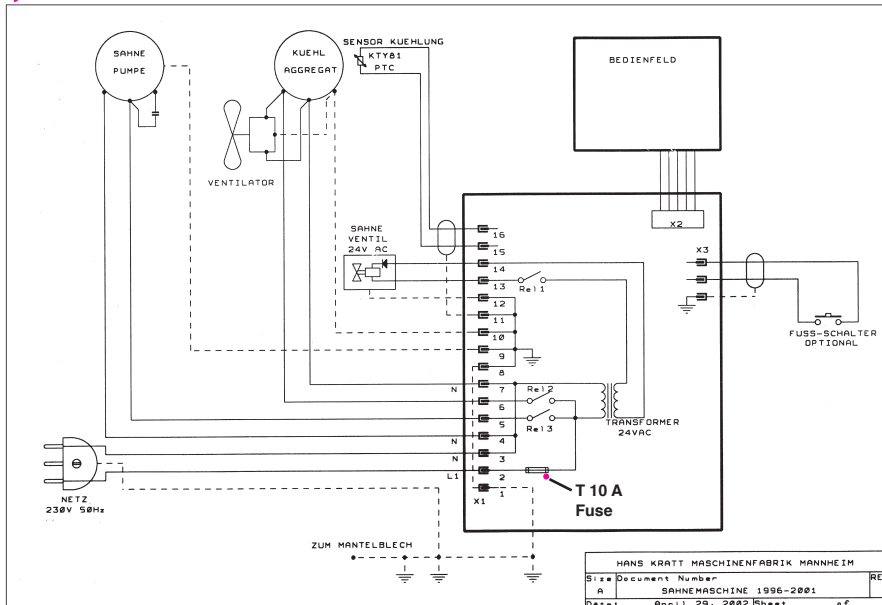 SAHNE
PUMPE
KUEHL
AGGREGAT
SENSOR KUEHLUNG
KTY81
PTC
BEDIENFELD
VENTILATOR
X2
SAHNE
VENTIL
24V AC
X3
16
15
14
13
Rel1
12
11
10
9
8
N
7
Rel2
6
5
Rel3
N
4
N
3
L1
2
X1
1
TRANSFORMER
24VAC
FUSS-SCHALTER
OPTIONAL
T 10 A
Fuse
NETZ
230V 50Hz
ZUM MANTELBLECH
HANS KRATT MASCHINENFABRIK MANNHEIM
Size Document Number RE
A SAHNEMASCHINE 1996-2001
Date: April 29, 2002 Sheet of